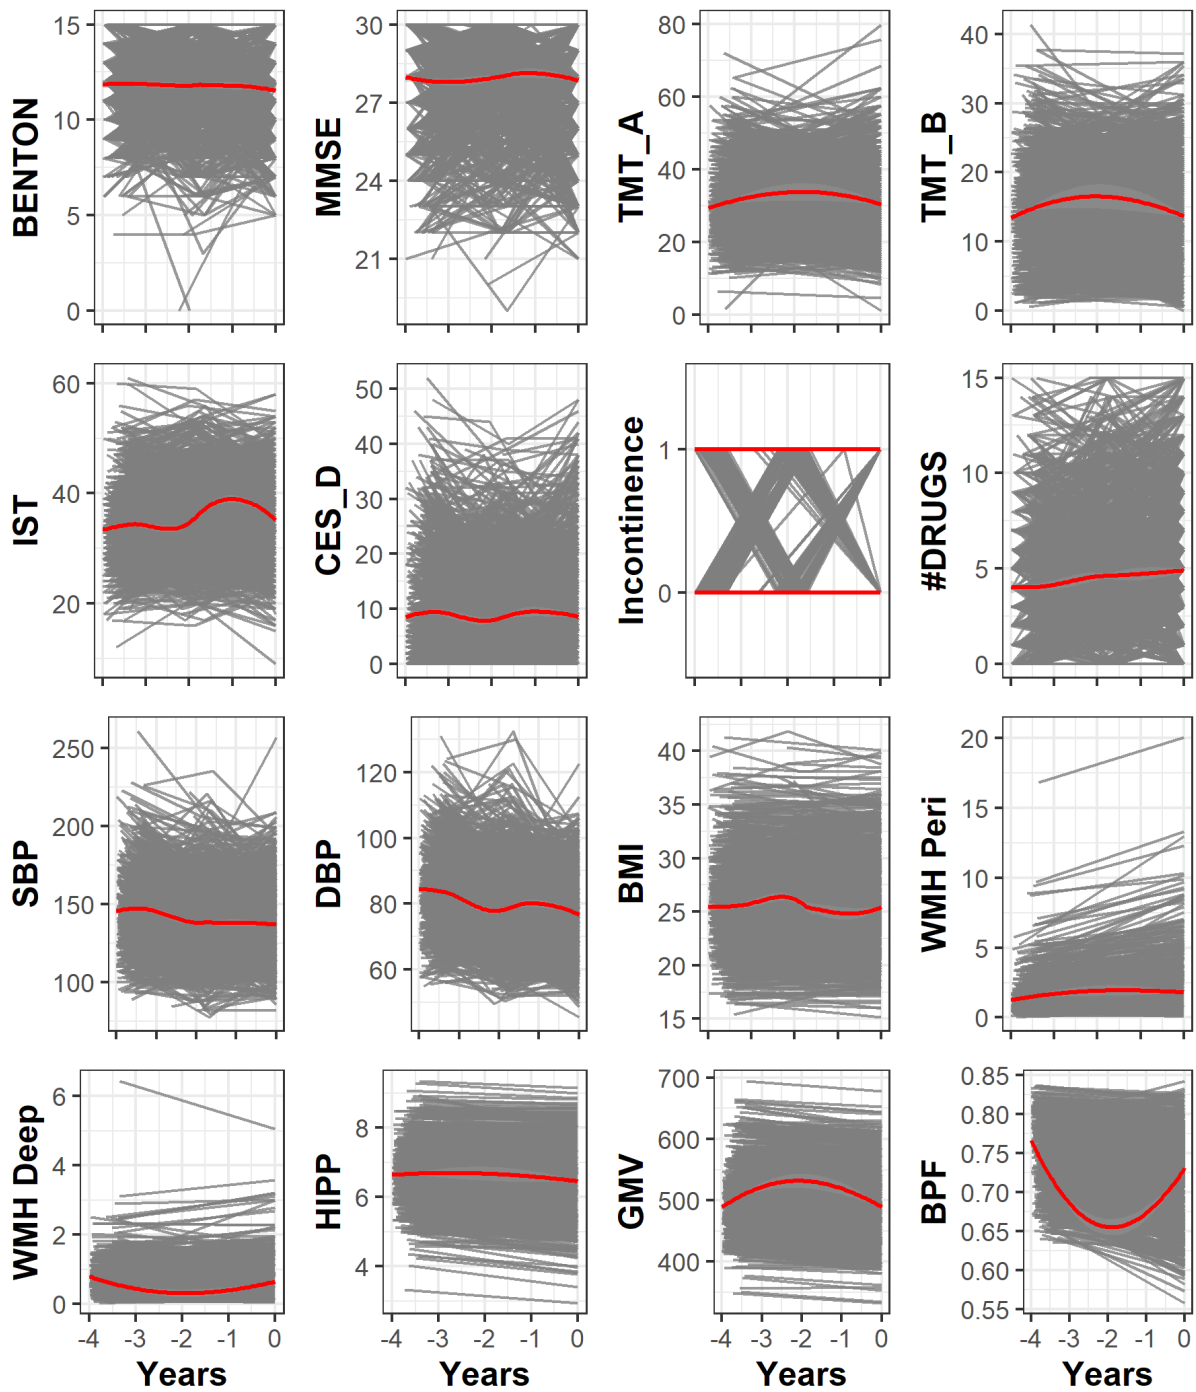 BENTON
15
10
5
0
MMSE
30
27
24
21
TMT_A
80
60
40
20
0
TMT_B
40
30
20
10
0
IST
60
40
20
CES_D
50
40
30
20
10
0
Incontinence
1
0
#DRUGS
15
10
5
0
SBP
250
200
150
100
DBP
120
100
80
60
BMI
40
35
30
25
20
15
WMH Peri
20
15
10
5
0
WMH Deep
6
4
2
0
-4 -3 -2 -1 0
Years
HIPP
8
6
4
-4 -3 -2 -1 0
Years
GMV
700
600
500
400
-4 -3 -2 -1 0
Years
BPF
0.85
0.80
0.75
0.70
0.65
0.60
0.55
-4 -3 -2 -1 0
Years